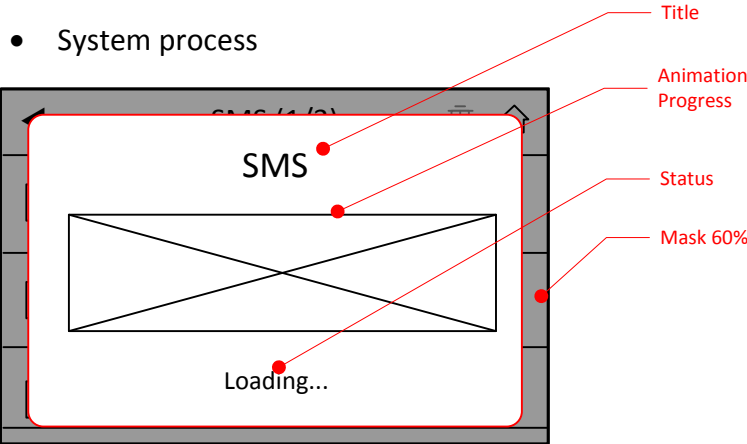 Title
• System process
Animation
Progress
SMS
Status
Mask 60%
Loading...